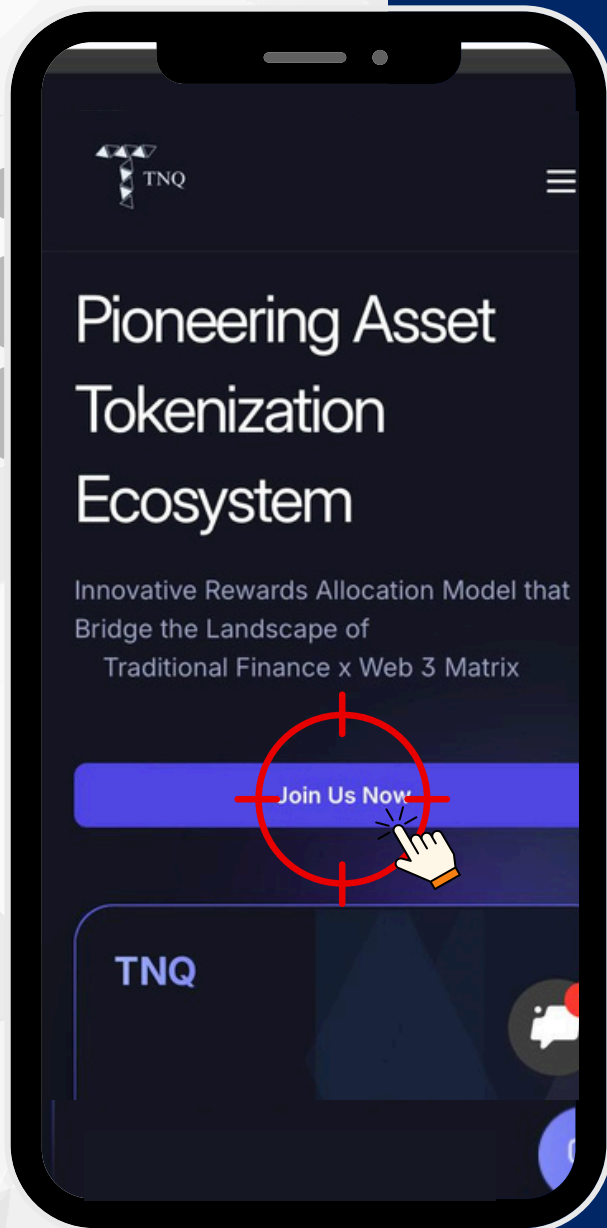 TNQ
Pioneering Asset
Tokenization
Ecosystem
Innovative Rewards Allocation Model that
Bridge the Landscape of
Traditional Finance x Web 3 Matrix
Join Us Now
TNQ